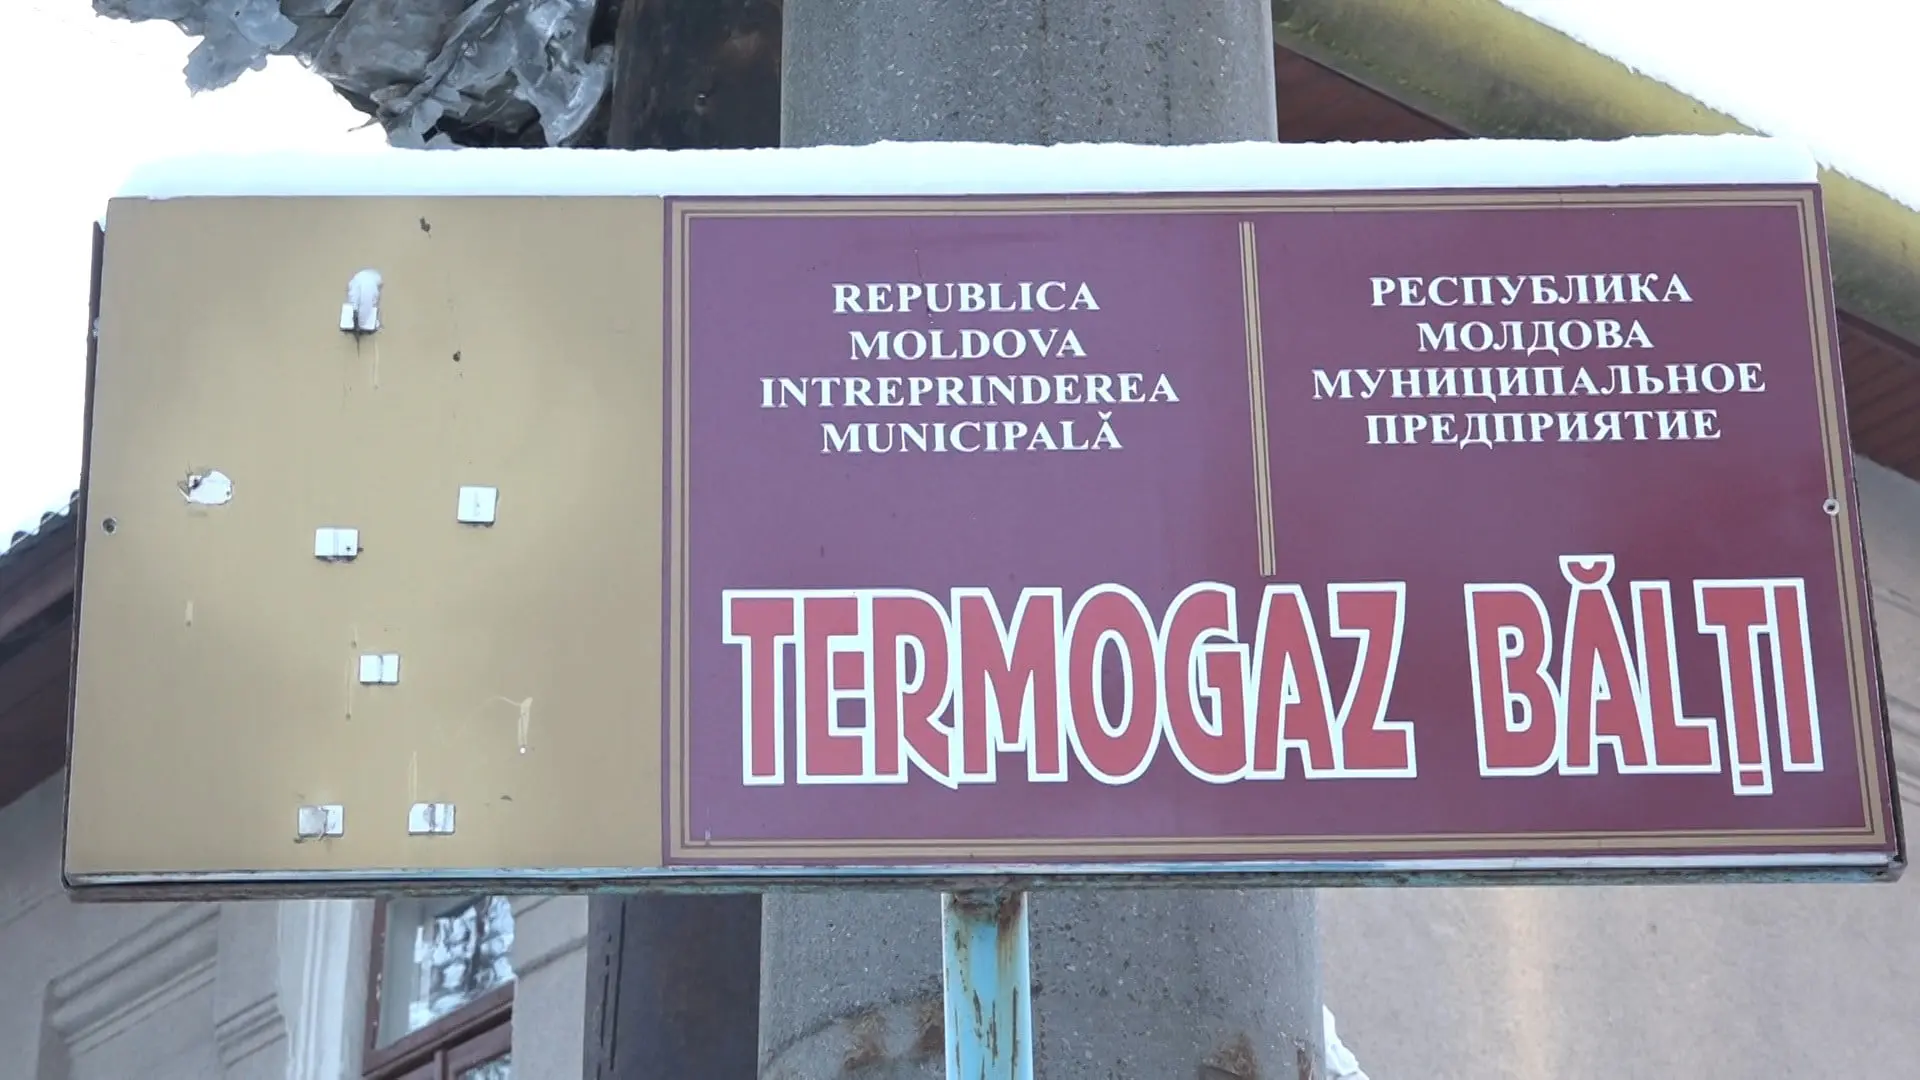 REPUBLICA
MOLDOVA
INTREPRINDEREA
MUNICIPALĂ
РЕСПУБЛИКА
МОЛДОВА
МУНИЦИПАЛЬНОЕ
ПРЕДПРИЯТИЕ
TERMOGAZ BĂLȚI